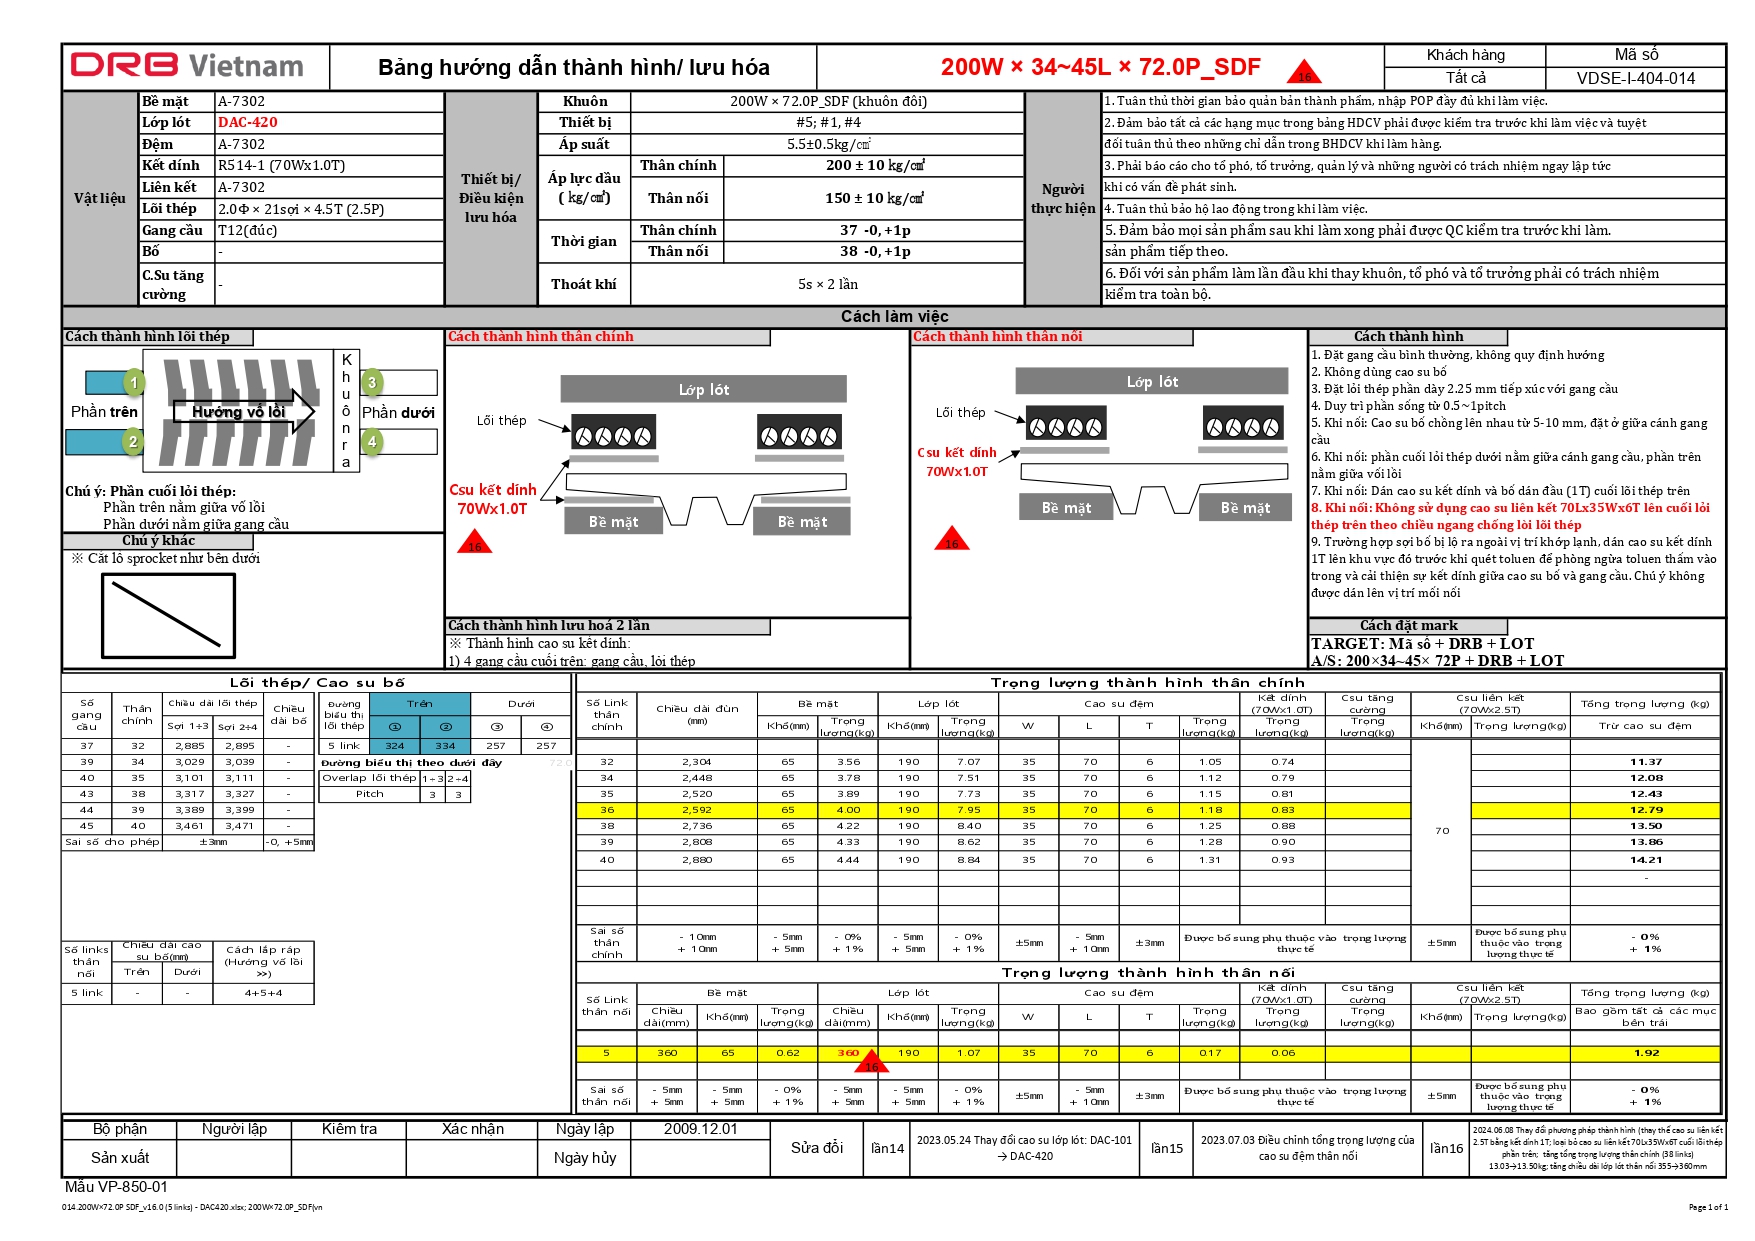 DRB Vietnam
Bảng hướng dẫn thành hình/ lưu hóa
200W × 34~45L × 72.0P_SDF
16
Khách hàng
Mã số
Tất cả
VDSE-I-404-014
Vật liệu
Bề mặt A-7302
Lớp lót DAC-420
Đệm A-7302
Kết dính R514-1 (70Wx1.0T)
Liên kết A-7302
Lõi thép 2.0Φ × 21sợi × 4.5T (2.5P)
Gang cầu T12(đúc)
Bố -
C.Su tăng cường -
Thiết bị/ Điều kiện lưu hóa
Khuôn 200W × 72.0P_SDF (khuôn đôi)
Thiết bị #5; #1, #4
Áp suất 5.5±0.5kg/㎠
Áp lực dầu ( kg/㎠)
Thân chính 200 ± 10 kg/㎠
Thân nối 150 ± 10 kg/㎠
Thời gian
Thân chính 37 -0, +1p
Thân nối 38 -0, +1p
Thoát khí 5s × 2 lần
Người thực hiện
1. Tuân thủ thời gian bảo quản bán thành phẩm, nhập POP đầy đủ khi làm việc.
2. Đảm bảo tất cả các hạng mục trong bảng HDCV phải được kiểm tra trước khi làm việc và tuyệt
đối tuân thủ theo những chỉ dẫn trong BHDCV khi làm hàng.
3. Phải báo cáo cho tổ phó, tổ trưởng, quản lý và những người có trách nhiệm ngay lập tức
khi có vấn đề phát sinh.
4. Tuân thủ bảo hộ lao động trong khi làm việc.
5. Đảm bảo mọi sản phẩm sau khi làm xong phải được QC kiểm tra trước khi làm.
sản phẩm tiếp theo.
6. Đối với sản phẩm làm lần đầu khi thay khuôn, tổ phó và tổ trưởng phải có trách nhiệm
kiểm tra toàn bộ.
Cách làm việc
Cách thành hình lõi thép
1
2
Phần trên
Hướng vố lồi
Khuôn ra
3
4
Phần dưới
Chú ý: Phần cuối lỏi thép:
Phần trên nằm giữa vố lồi
Phần dưới nằm giữa gang cầu
Chú ý khác
※ Cắt lô sprocket như bên dưới
Cách thành hình thân chính
Lớp lót
Lõi thép
Csu kết dính
70Wx1.0T
Bề mặt
Bề mặt
16
Cách thành hình lưu hoá 2 lần
※ Thành hình cao su kết dính:
1) 4 gang cầu cuối trên: gang cầu, lỏi thép
Cách thành hình thân nối
Lớp lót
Lõi thép
Csu kết dính
70Wx1.0T
Bề mặt
Bề mặt
16
Cách thành hình
1. Đặt gang cầu bình thường, không quy định hướng
2. Không dùng cao su bố
3. Đặt lỏi thép phần dày 2.25 mm tiếp xúc với gang cầu
4. Duy trì phần sống từ 0.5~1pitch
5. Khi nối: Cao su bố chồng lên nhau từ 5-10 mm, đặt ở giữa cánh gang
cầu
6. Khi nối: phần cuối lỏi thép dưới nằm giữa cánh gang cầu, phần trên
nằm giữa vối lồi
7. Khi nối: Dán cao su kết dính và bố dán đầu (1T) cuối lõi thép trên
8. Khi nối: Không sử dụng cao su liên kết 70Lx35Wx6T lên cuối lỏi
thép trên theo chiều ngang chống lòi lõi thép
9. Trường hợp sợi bố bị lộ ra ngoài vị trí khớp lạnh, dán cao su kết dính
1T lên khu vực đó trước khi quét toluen để phòng ngừa toluen thấm vào
trong và cải thiện sự kết dính giữa cao su bố và gang cầu. Chú ý không
được dán lên vị trí mối nối
Cách đặt mark
TARGET: Mã số + DRB + LOT
A/S: 200×34~45× 72P + DRB + LOT
Lõi thép/ Cao su bố
Số gang cầu | Thân chính | Chiều dài lõi thép | Chiều dài bố
Sợi 1÷3 | Sợi 2÷4
37 32 2,885 2,895 -
39 34 3,029 3,039 -
40 35 3,101 3,111 -
43 38 3,317 3,327 -
44 39 3,389 3,399 -
45 40 3,461 3,471 -
Sai số cho phép ±3mm -0, +5mm
Đường biểu thị lõi thép | Trên | Dưới
① ② ③ ④
5 link 324 334 257 257
Đường biểu thị theo dưới đây 72.0
Overlap lõi thép 1÷3 2÷4
Pitch 3 3
Số links thân nối | Chiều dài cao su bố(mm) | Cách lắp ráp (Hướng vố lồi >>)
Trên | Dưới
5 link - - 4+5+4
Trọng lượng thành hình thân chính
Số Link thân chính | Chiều dài đùn (mm) | Bề mặt | Lớp lót | Cao su đệm | Kết dính (70Wx1.0T) | Csu tăng cường | Csu liên kết (70Wx2.5T) | Tổng trọng lượng (kg)
Khổ(mm) | Trọng lượng(kg) | Khổ(mm) | Trọng lượng(kg) | W | L | T | Trọng lượng(kg) | Trọng lượng(kg) | Trọng lượng(kg) | Khổ(mm) | Trọng lượng(kg) | Trừ cao su đệm
32 2,304 65 3.56 190 7.07 35 70 6 1.05 0.74 11.37
34 2,448 65 3.78 190 7.51 35 70 6 1.12 0.79 12.08
35 2,520 65 3.89 190 7.73 35 70 6 1.15 0.81 12.43
36 2,592 65 4.00 190 7.95 35 70 6 1.18 0.83 12.79
38 2,736 65 4.22 190 8.40 35 70 6 1.25 0.88 13.50
70
39 2,808 65 4.33 190 8.62 35 70 6 1.28 0.90 13.86
40 2,880 65 4.44 190 8.84 35 70 6 1.31 0.93 14.21
-
Sai số thân chính | - 10mm + 10mm | - 5mm + 5mm | - 0% + 1% | - 5mm + 5mm | - 0% + 1% | ±5mm | - 5mm + 10mm | ±3mm | Được bổ sung phụ thuộc vào trọng lượng thực tế | ±5mm | Được bổ sung phụ thuộc vào trọng lượng thực tế | - 0% + 1%
Trọng lượng thành hình thân nối
Số Link thân nối | Bề mặt | Lớp lót | Cao su đệm | Kết dính (70Wx1.0T) | Csu tăng cường | Csu liên kết (70Wx2.5T) | Tổng trọng lượng (kg)
Chiều dài(mm) | Khổ(mm) | Trọng lượng(kg) | Chiều dài(mm) | Khổ(mm) | Trọng lượng(kg) | W | L | T | Trọng lượng(kg) | Trọng lượng(kg) | Trọng lượng(kg) | Khổ(mm) | Trọng lượng(kg) | Bao gồm tất cả các mục bên trái
5 360 65 0.62 360 190 1.07 35 70 6 0.17 0.06 1.92
16
Sai số thân nối | - 5mm + 5mm | - 5mm + 5mm | - 0% + 1% | - 5mm + 5mm | - 5mm + 5mm | - 0% + 1% | ±5mm | - 5mm + 10mm | ±3mm | Được bổ sung phụ thuộc vào trọng lượng thực tế | ±5mm | Được bổ sung phụ thuộc vào trọng lượng thực tế | - 0% + 1%
Bộ phận | Người lập | Kiểm tra | Xác nhận | Ngày lập | 2009.12.01
Sản xuất | Ngày hủy
Sửa đổi
lần14 2023.05.24 Thay đổi cao su lớp lót: DAC-101 → DAC-420
lần15 2023.07.03 Điều chỉnh tổng trọng lượng của cao su đệm thân nối
lần16 2024.06.08 Thay đổi phương pháp thành hình (thay thế cao su liên kết 2.5T bằng kết dính 1T; loại bỏ cao su liên kết 70Lx35Wx6T cuối lõi thép phần trên; tăng tổng trọng lượng thân chính (38 links) 13.03→13.50kg; tăng chiều dài lớp lót thân nối 355→360mm
Mẫu VP-850-01
014.200W×72.0P SDF_v16.0 (5 links) - DAC420.xlsx; 200W×72.0P_SDF(vn
Page 1 of 1